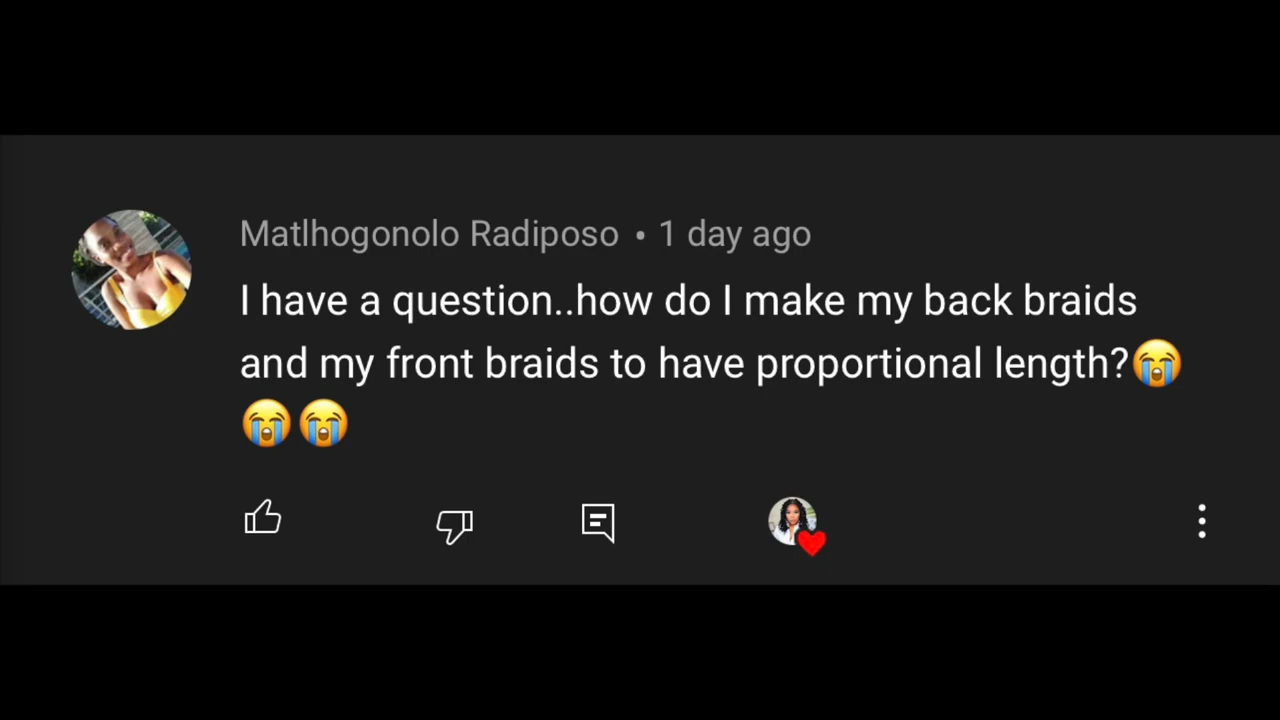 Matlhogonolo Radiposo • 1 day ago
I have a question..how do I make my back braids
and my front braids to have proportional length?😭
😭😭